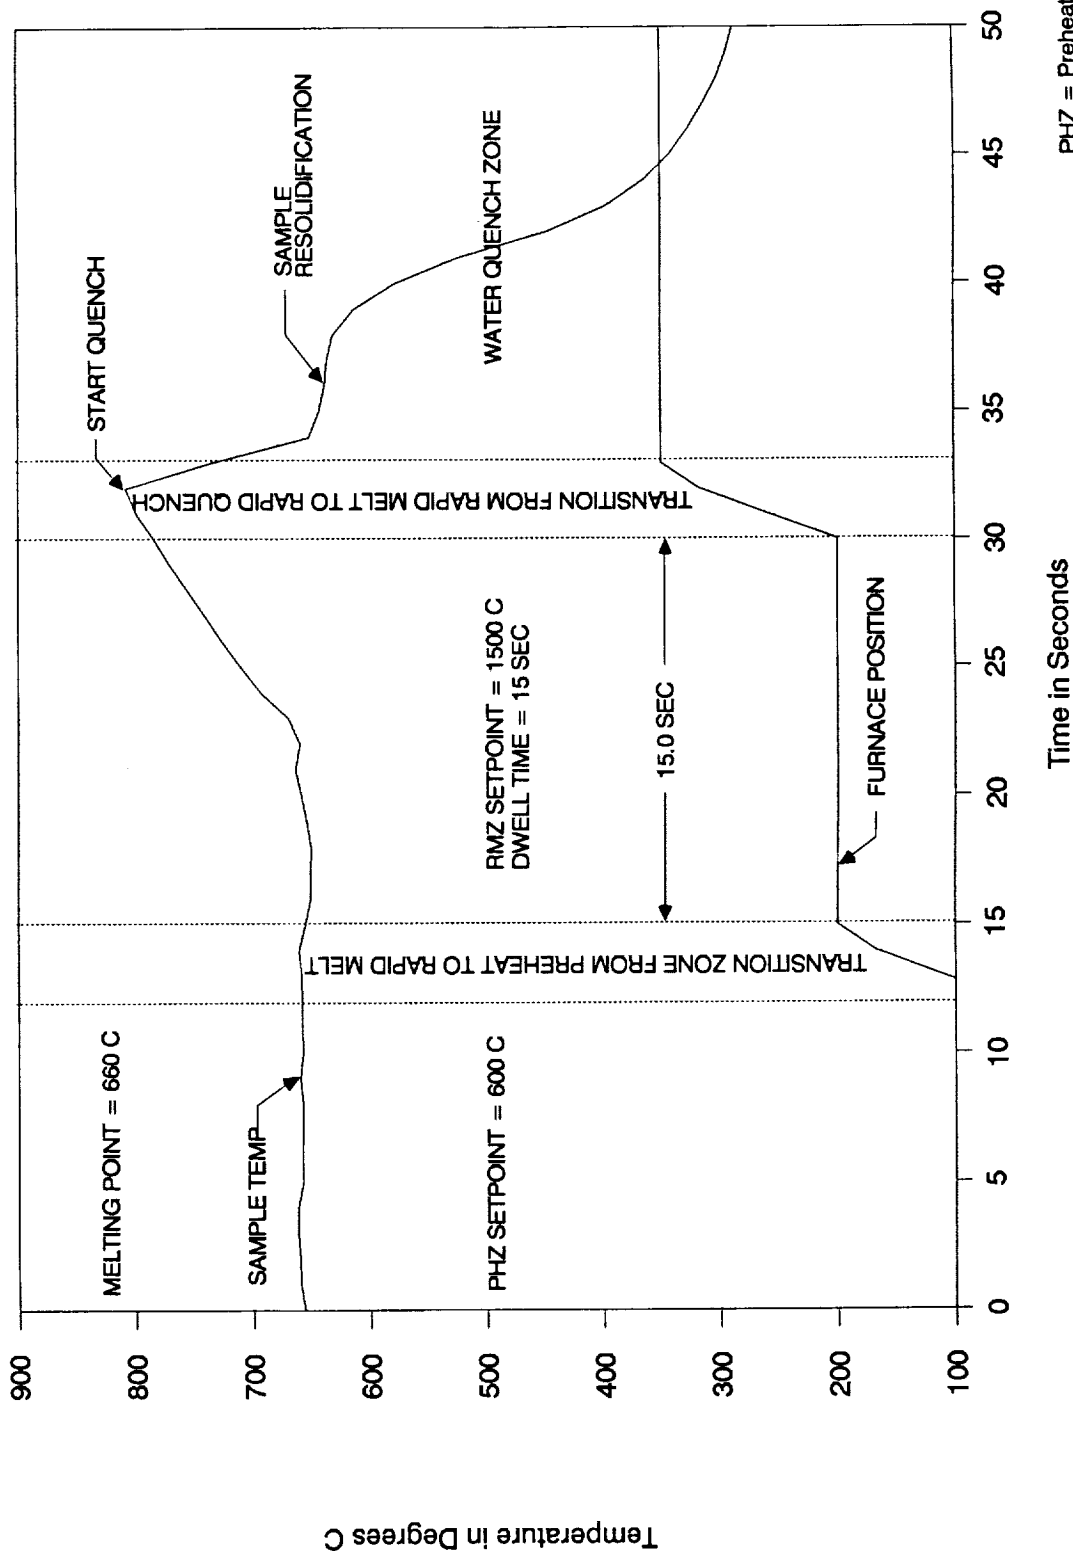 Temperature in Degrees C
900
800
700
600
500
400
300
200
100
MELTING POINT = 660 C
SAMPLE TEMP
PHZ SETPOINT = 600 C
TRANSITION ZONE FROM PREHEAT TO RAPID MELT
RMZ SETPOINT = 1500 C
DWELL TIME = 15 SEC
15.0 SEC
FURNACE POSITION
TRANSITION FROM RAPID MELT TO RAPID QUENCH
START QUENCH
SAMPLE
RESOLIDIFICATION
WATER QUENCH ZONE
0
5
10
15
20
25
30
35
40
45
50
Time in Seconds
PHZ = Preheat